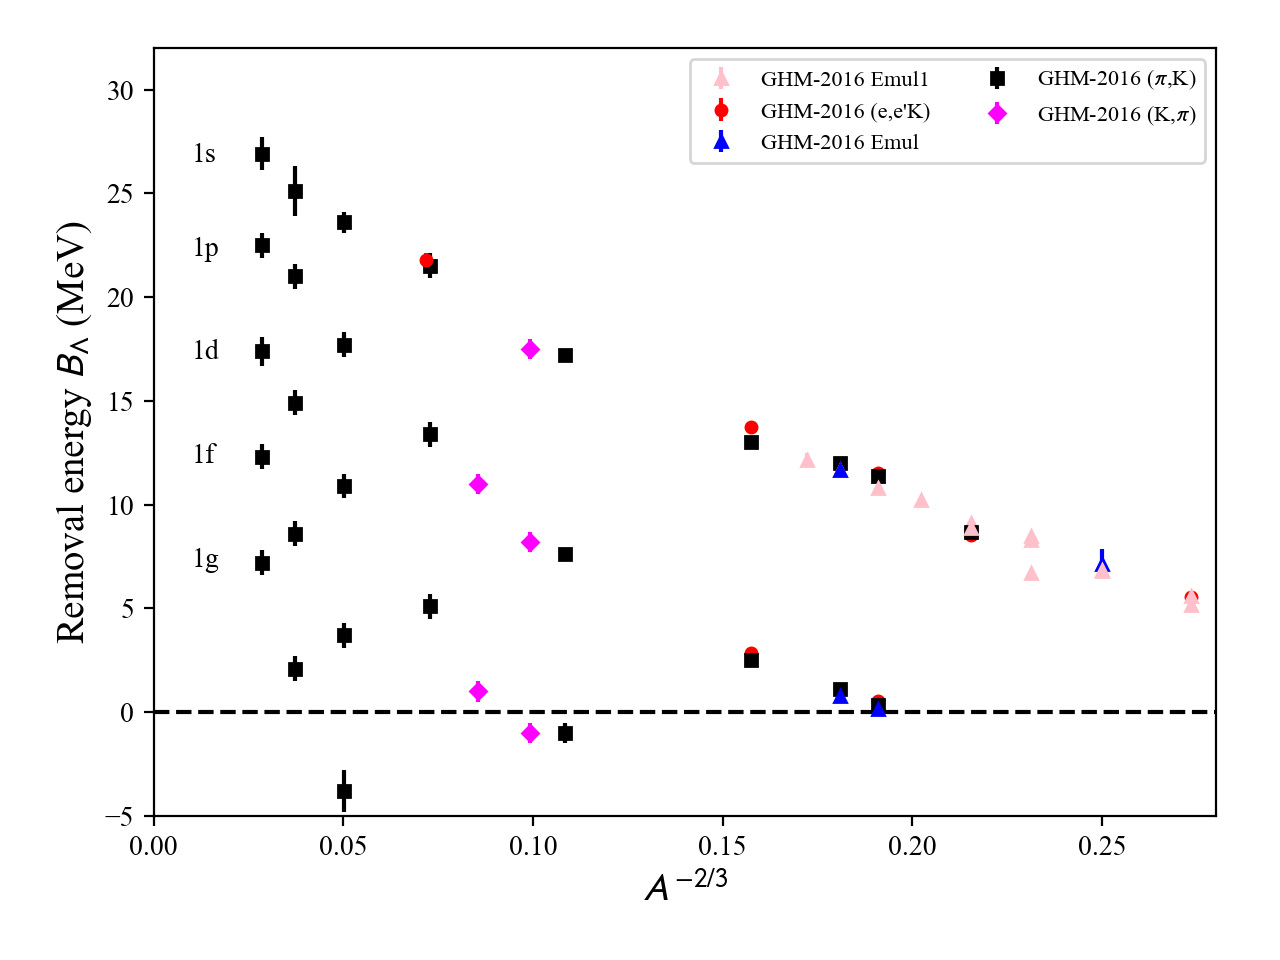 GHM-2016 Emul1
GHM-2016 (e,e'K)
GHM-2016 Emul
GHM-2016 (π,K)
GHM-2016 (K,π)
30
25
20
15
10
5
0
−5
1s
1p
1d
1f
1g
Removal energy B_Λ (MeV)
0.00 0.05 0.10 0.15 0.20 0.25
A^{−2/3}